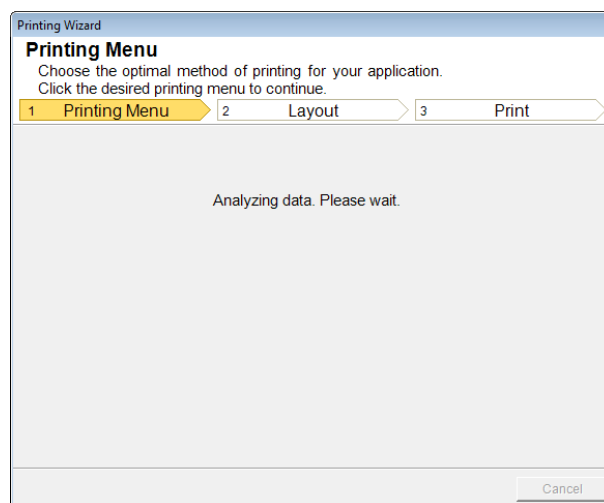 Printing Wizard
Printing Menu
Choose the optimal method of printing for your application.
Click the desired printing menu to continue.
1 Printing Menu 2 Layout 3 Print
Analyzing data. Please wait.
Cancel